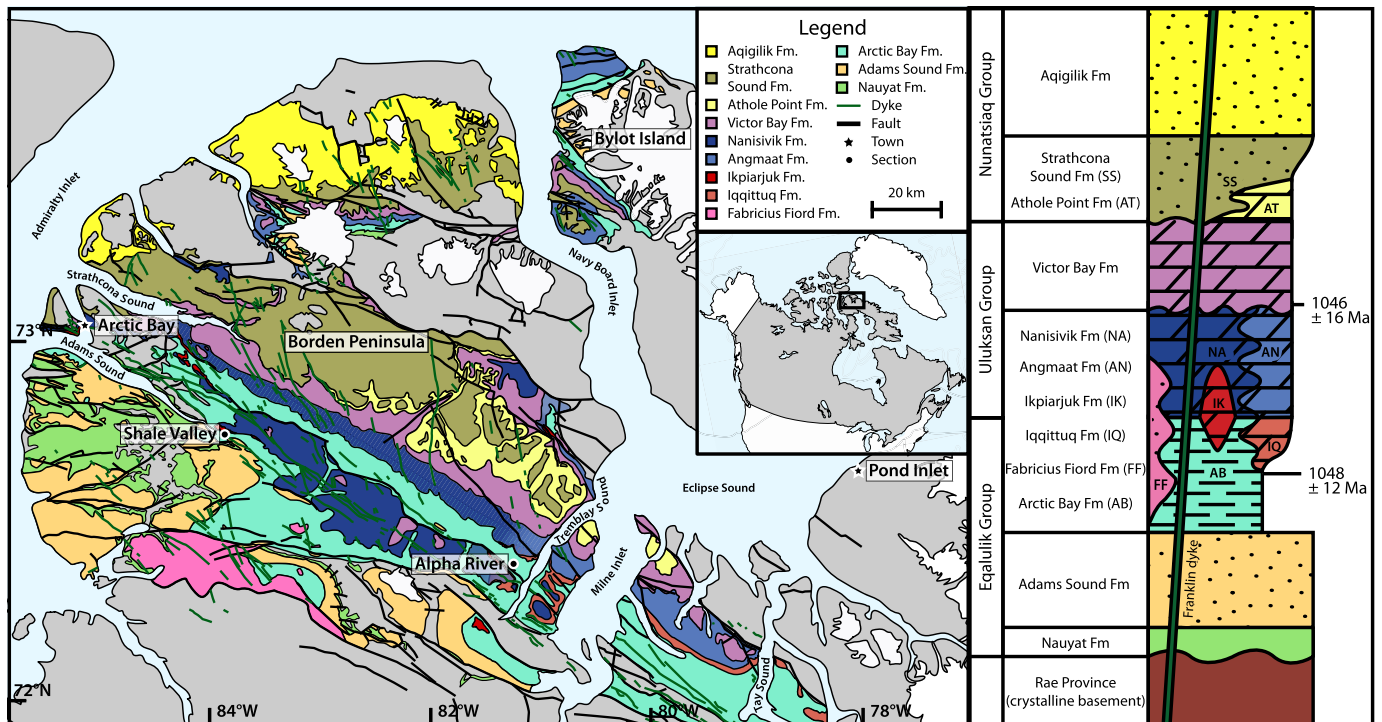 Legend
Aqigilik Fm.
Strathcona
Sound Fm.
Athole Point Fm.
Victor Bay Fm.
Nanisivik Fm.
Angmaat Fm.
Ikpiarjuk Fm.
Iqqittuq Fm.
Fabricius Fiord Fm.
Arctic Bay Fm.
Adams Sound Fm.
Nauyat Fm.
Dyke
Fault
Town
Section
20 km
Bylot Island
Admiralty Inlet
Navy Board Inlet
Strathcona Sound
73°N
Arctic Bay
Adams Sound
Borden Peninsula
Shale Valley
Pond Inlet
Eclipse Sound
Tremblay Sound
Alpha River
Milne Inlet
Tay Sound
72°N
84°W
82°W
80°W
78°W
Nunatsiaq Group
Uluksan Group
Eqalulik Group
Aqigilik Fm
Strathcona
Sound Fm (SS)
Athole Point Fm (AT)
Victor Bay Fm
Nanisivik Fm (NA)
Angmaat Fm (AN)
Ikpiarjuk Fm (IK)
Iqqittuq Fm (IQ)
Fabricius Fiord Fm (FF)
Arctic Bay Fm (AB)
Adams Sound Fm
Nauyat Fm
Rae Province
(crystalline basement)
SS
AT
NA
AN
IK
IQ
FF
AB
Franklin dyke
1046
± 16 Ma
1048
± 12 Ma